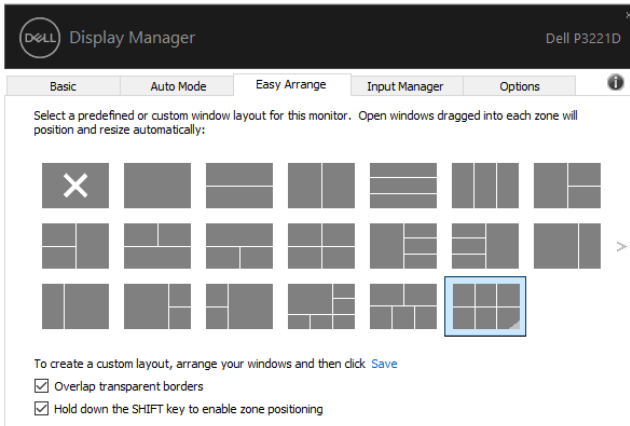 DELL Display Manager
Dell P3221D
Basic Auto Mode Easy Arrange Input Manager Options
Select a predefined or custom window layout for this monitor. Open windows dragged into each zone will
position and resize automatically:
To create a custom layout, arrange your windows and then click Save
Overlap transparent borders
Hold down the SHIFT key to enable zone positioning